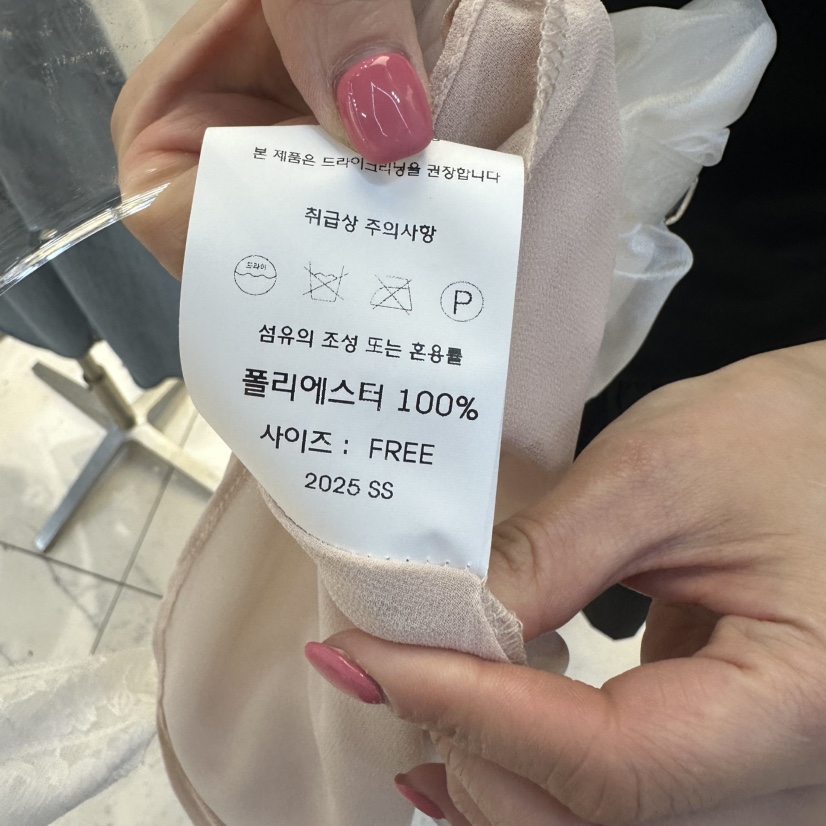 본 제품은 드라이크리닝을 권장합니다
취급상 주의사항
드라이
P
섬유의 조성 또는 혼용률
폴리에스터 100%
사이즈 : FREE
2025 SS